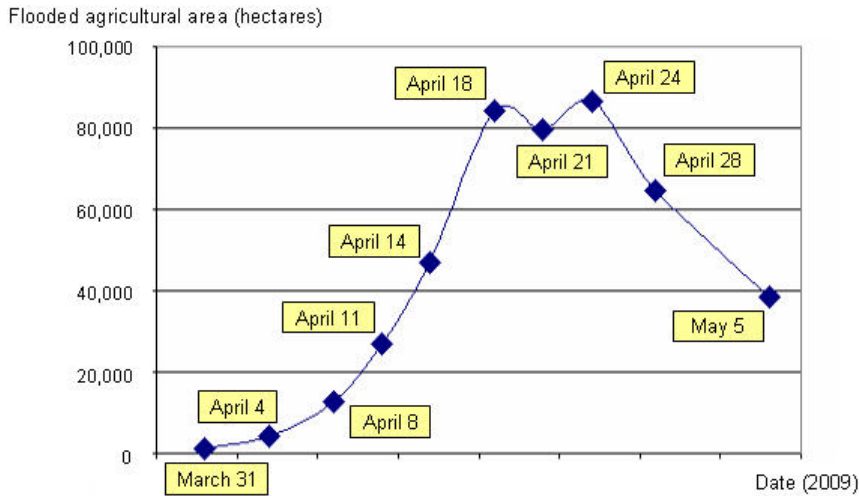 Flooded agricultural area (hectares)
100,000
80,000
60,000
40,000
20,000
0
March 31
April 4
April 8
April 11
April 14
April 18
April 21
April 24
April 28
May 5
Date (2009)